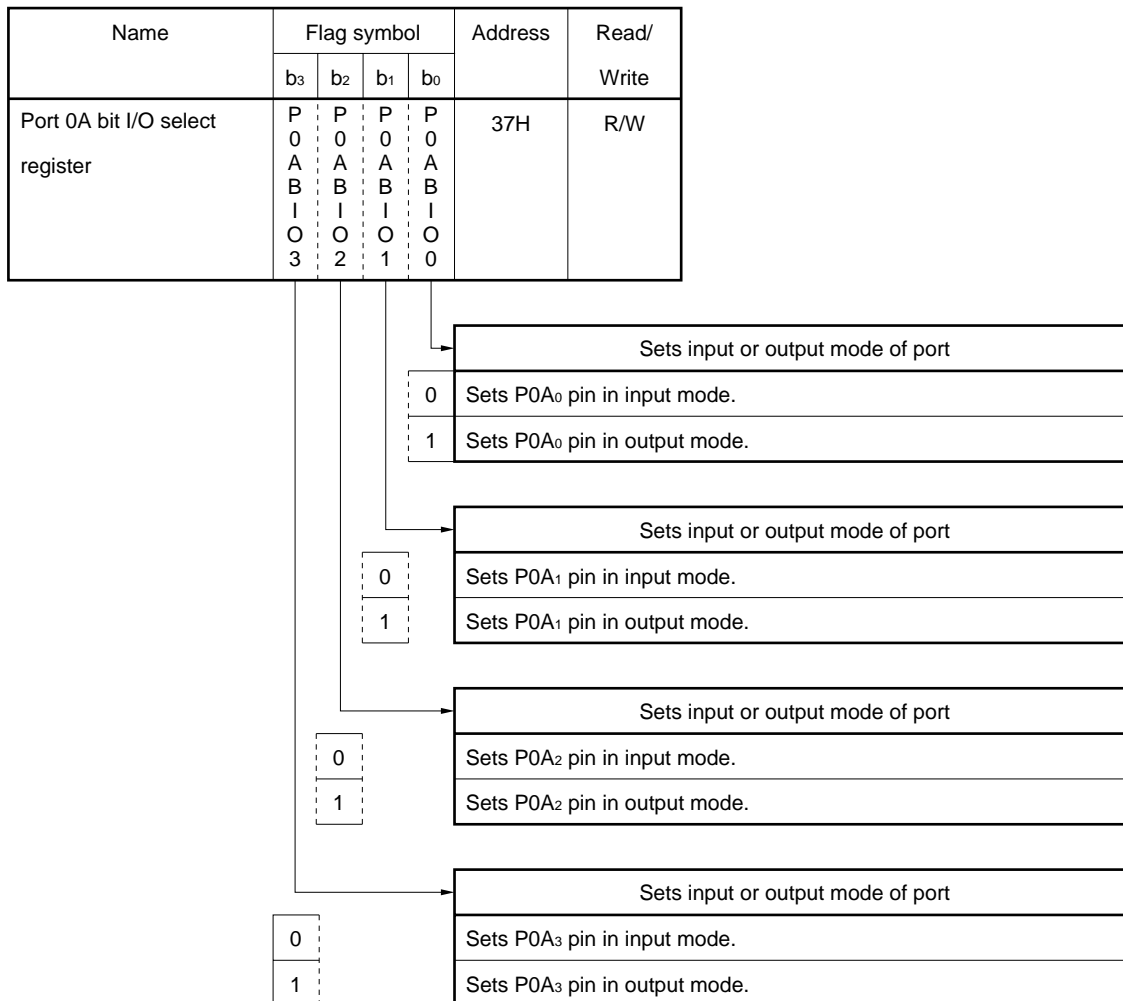 Name Flag symbol Address Read/
b₃ b₂ b₁ b₀ Write
Port 0A bit I/O select P0ABIO3 P0ABIO2 P0ABIO1 P0ABIO0 37H R/W
register
Sets input or output mode of port
0 Sets P0A₀ pin in input mode.
1 Sets P0A₀ pin in output mode.
Sets input or output mode of port
0 Sets P0A₁ pin in input mode.
1 Sets P0A₁ pin in output mode.
Sets input or output mode of port
0 Sets P0A₂ pin in input mode.
1 Sets P0A₂ pin in output mode.
Sets input or output mode of port
0 Sets P0A₃ pin in input mode.
1 Sets P0A₃ pin in output mode.